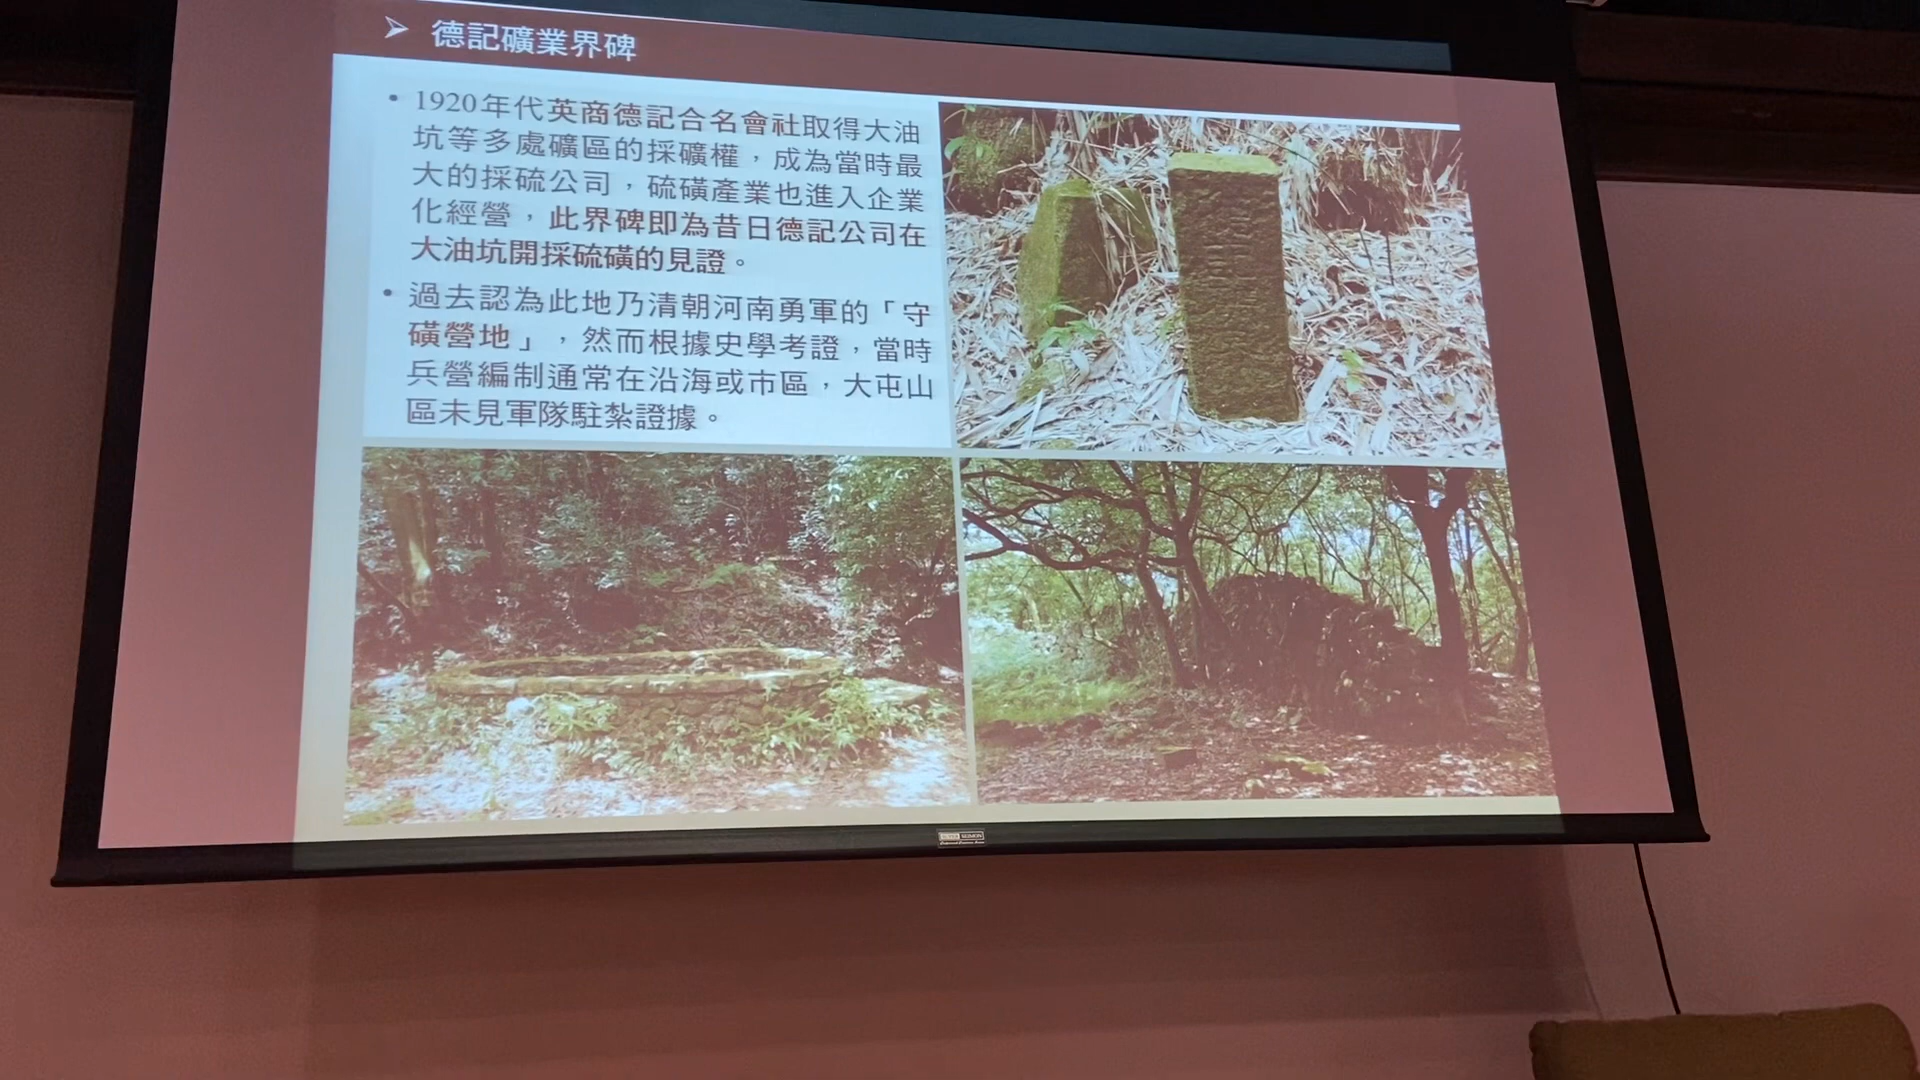 ➢ 德記礦業界碑
• 1920年代英商德記合名會社取得大油
坑等多處礦區的採礦權，成為當時最
大的採硫公司，硫磺產業也進入企業
化經營，此界碑即為昔日德記公司在
大油坑開採硫磺的見證。
• 過去認為此地乃清朝河南勇軍的「守
磺營地」，然而根據史學考證，當時
兵營編制通常在沿海或市區，大屯山
區未見軍隊駐紮證據。